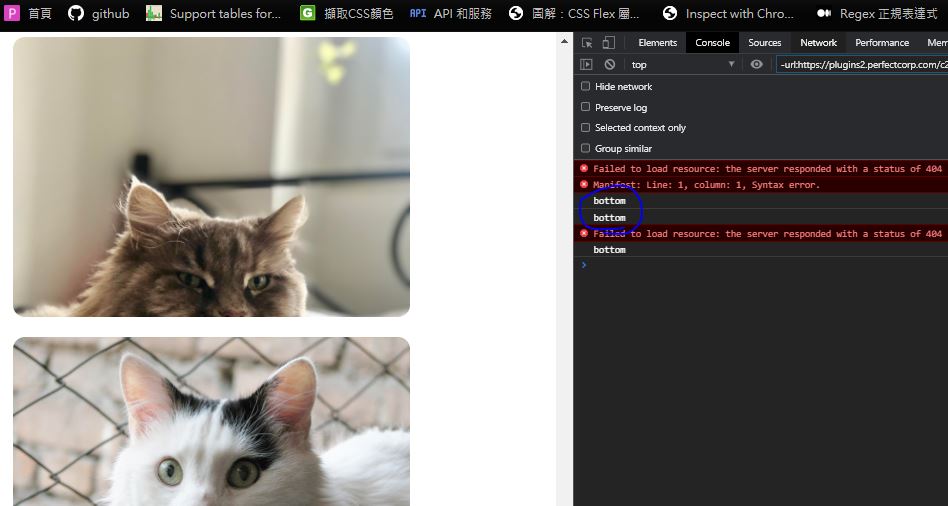 P 首頁 github Support tables for... G 擷取CSS顏色 API API 和服務 圖解：CSS Flex 屬... Inspect with Chro... Regex 正規表達式
Elements Console Sources Network Performance Mem
top -url:https://plugins2.perfectcorp.com/c2
Hide network
Preserve log
Selected context only
Group similar
Failed to load resource: the server responded with a status of 404
Manifest: Line: 1, column: 1, Syntax error.
bottom
bottom
Failed to load resource: the server responded with a status of 404
bottom